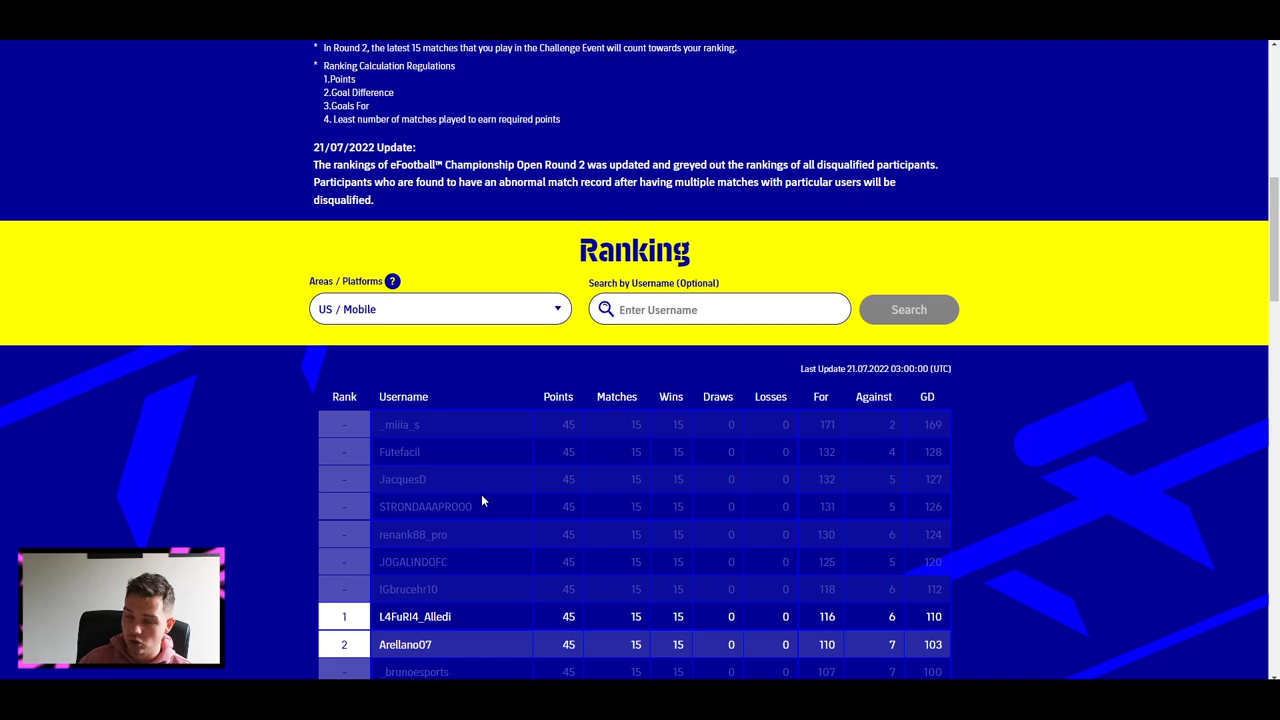 * In Round 2, the latest 15 matches that you play in the Challenge Event will count towards your ranking.
* Ranking Calculation Regulations
1.Points
2.Goal Difference
3.Goals For
4. Least number of matches played to earn required points
21/07/2022 Update:
The rankings of eFootball™ Championship Open Round 2 was updated and greyed out the rankings of all disqualified participants.
Participants who are found to have an abnormal match record after having multiple matches with particular users will be
disqualified.
Ranking
Areas / Platforms ?
Search by Username (Optional)
US / Mobile
Enter Username
Search
Last Update 21.07.2022 03:00:00 (UTC)
Rank Username Points Matches Wins Draws Losses For Against GD
- _miiia_s 45 15 15 0 0 171 2 169
- Futefacil 45 15 15 0 0 132 4 128
- JacquesD 45 15 15 0 0 132 5 127
- STRONDAAAPROOO 45 15 15 0 0 131 5 126
- renank88_pro 45 15 15 0 0 130 6 124
- JOGALINDOFC 45 15 15 0 0 125 5 120
- IGbrucehr10 45 15 15 0 0 118 6 112
1 L4FuRI4_Alledi 45 15 15 0 0 116 6 110
2 Arellano07 45 15 15 0 0 110 7 103
- _brunoesports 45 15 15 0 0 107 7 100